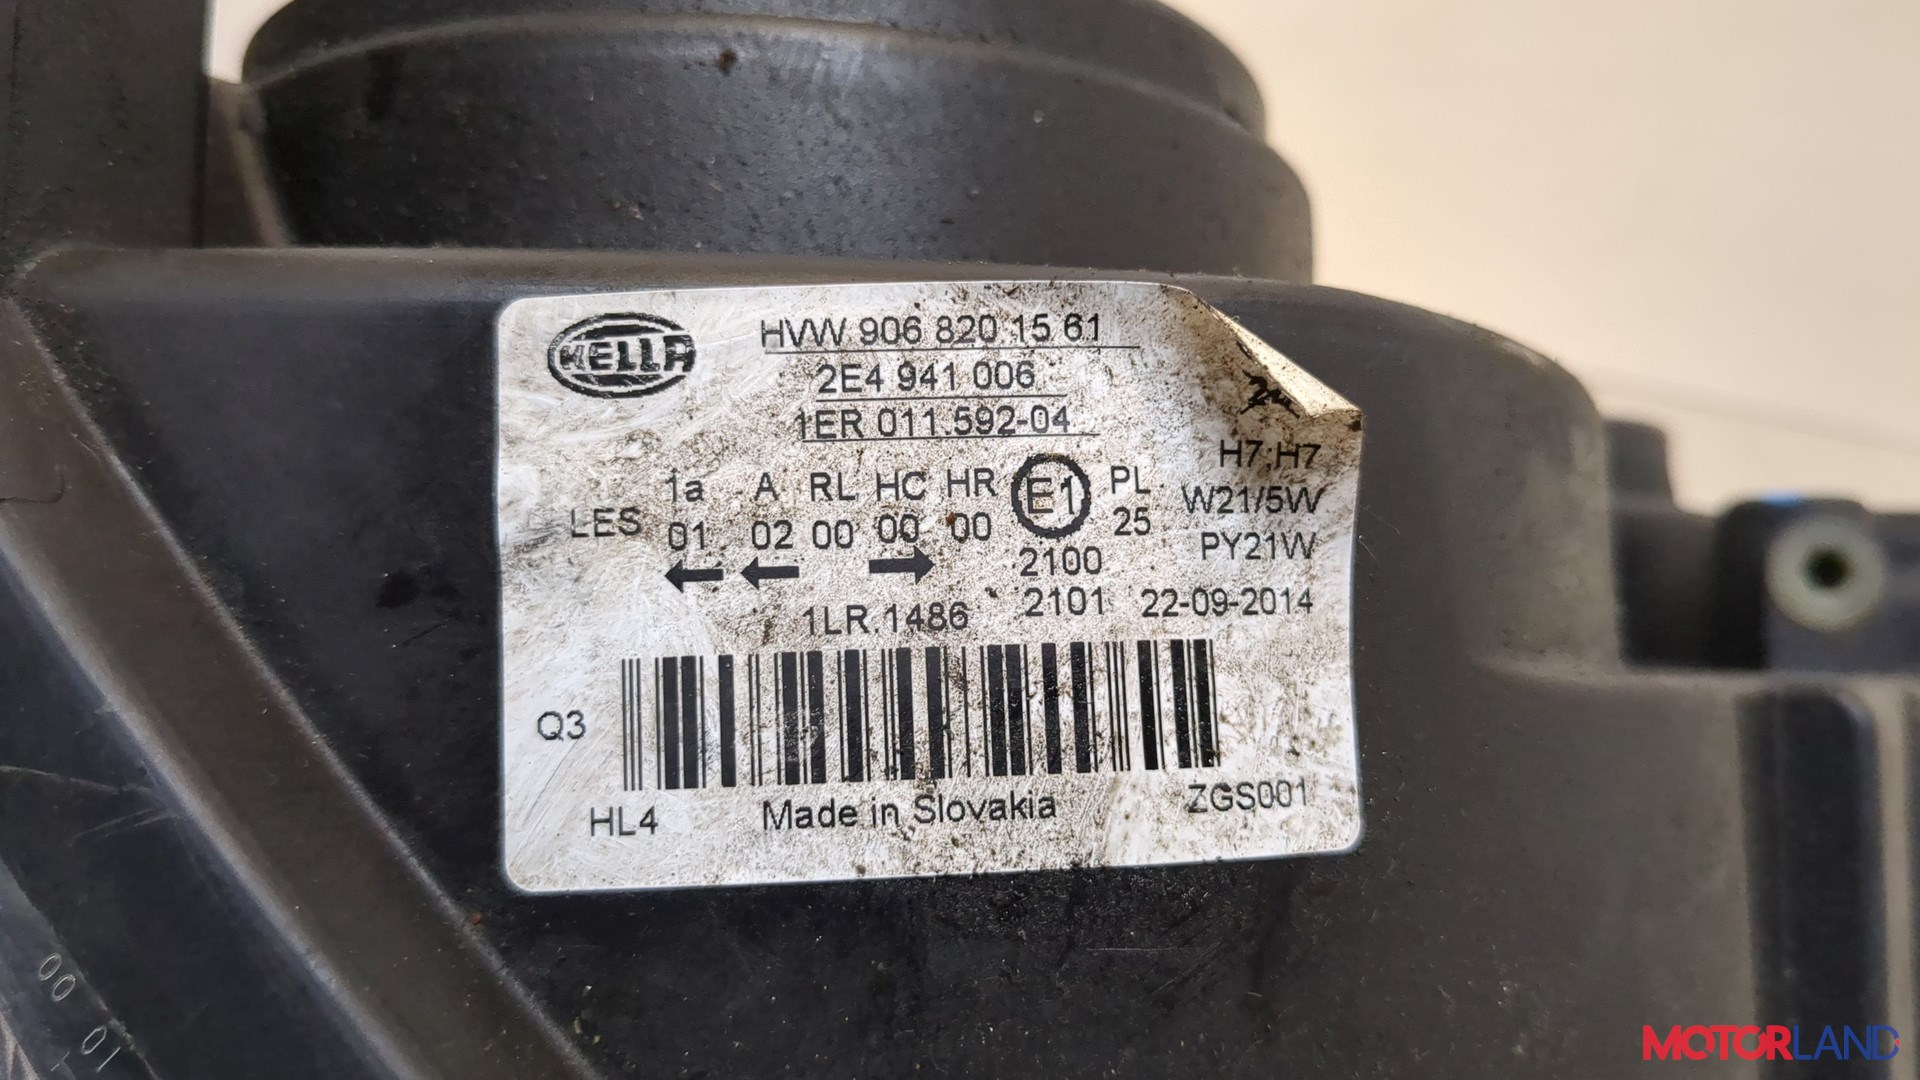 HELLA
HVW 906 820 15 61
2E4 941 006
1ER 011.592-04
H7 H7
LES 1a A RL HC HR E1 PL W21/5W
01 02 00 00 00 25 PY21W
2100
1LR.1486 2101 22-09-2014
Q3
HL4 Made in Slovakia ZGS001
00
10
MOTORLAND